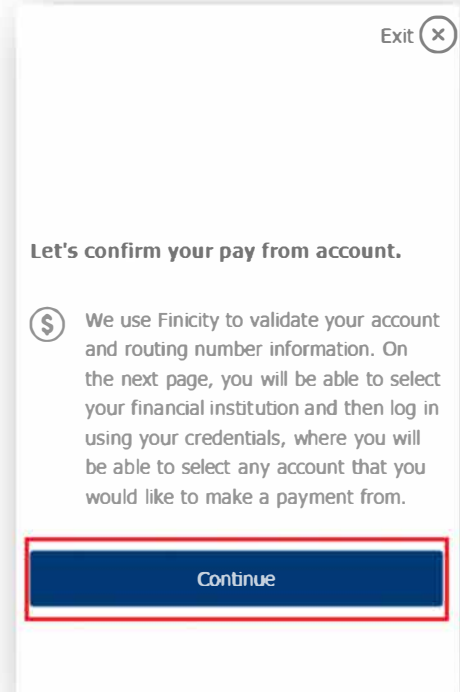 Exit
Let's confirm your pay from account.
We use Finicity to validate your account
and routing number information. On
the next page, you will be able to select
your financial institution and then log in
using your credentials, where you will
be able to select any account that you
would like to make a payment from.
Continue